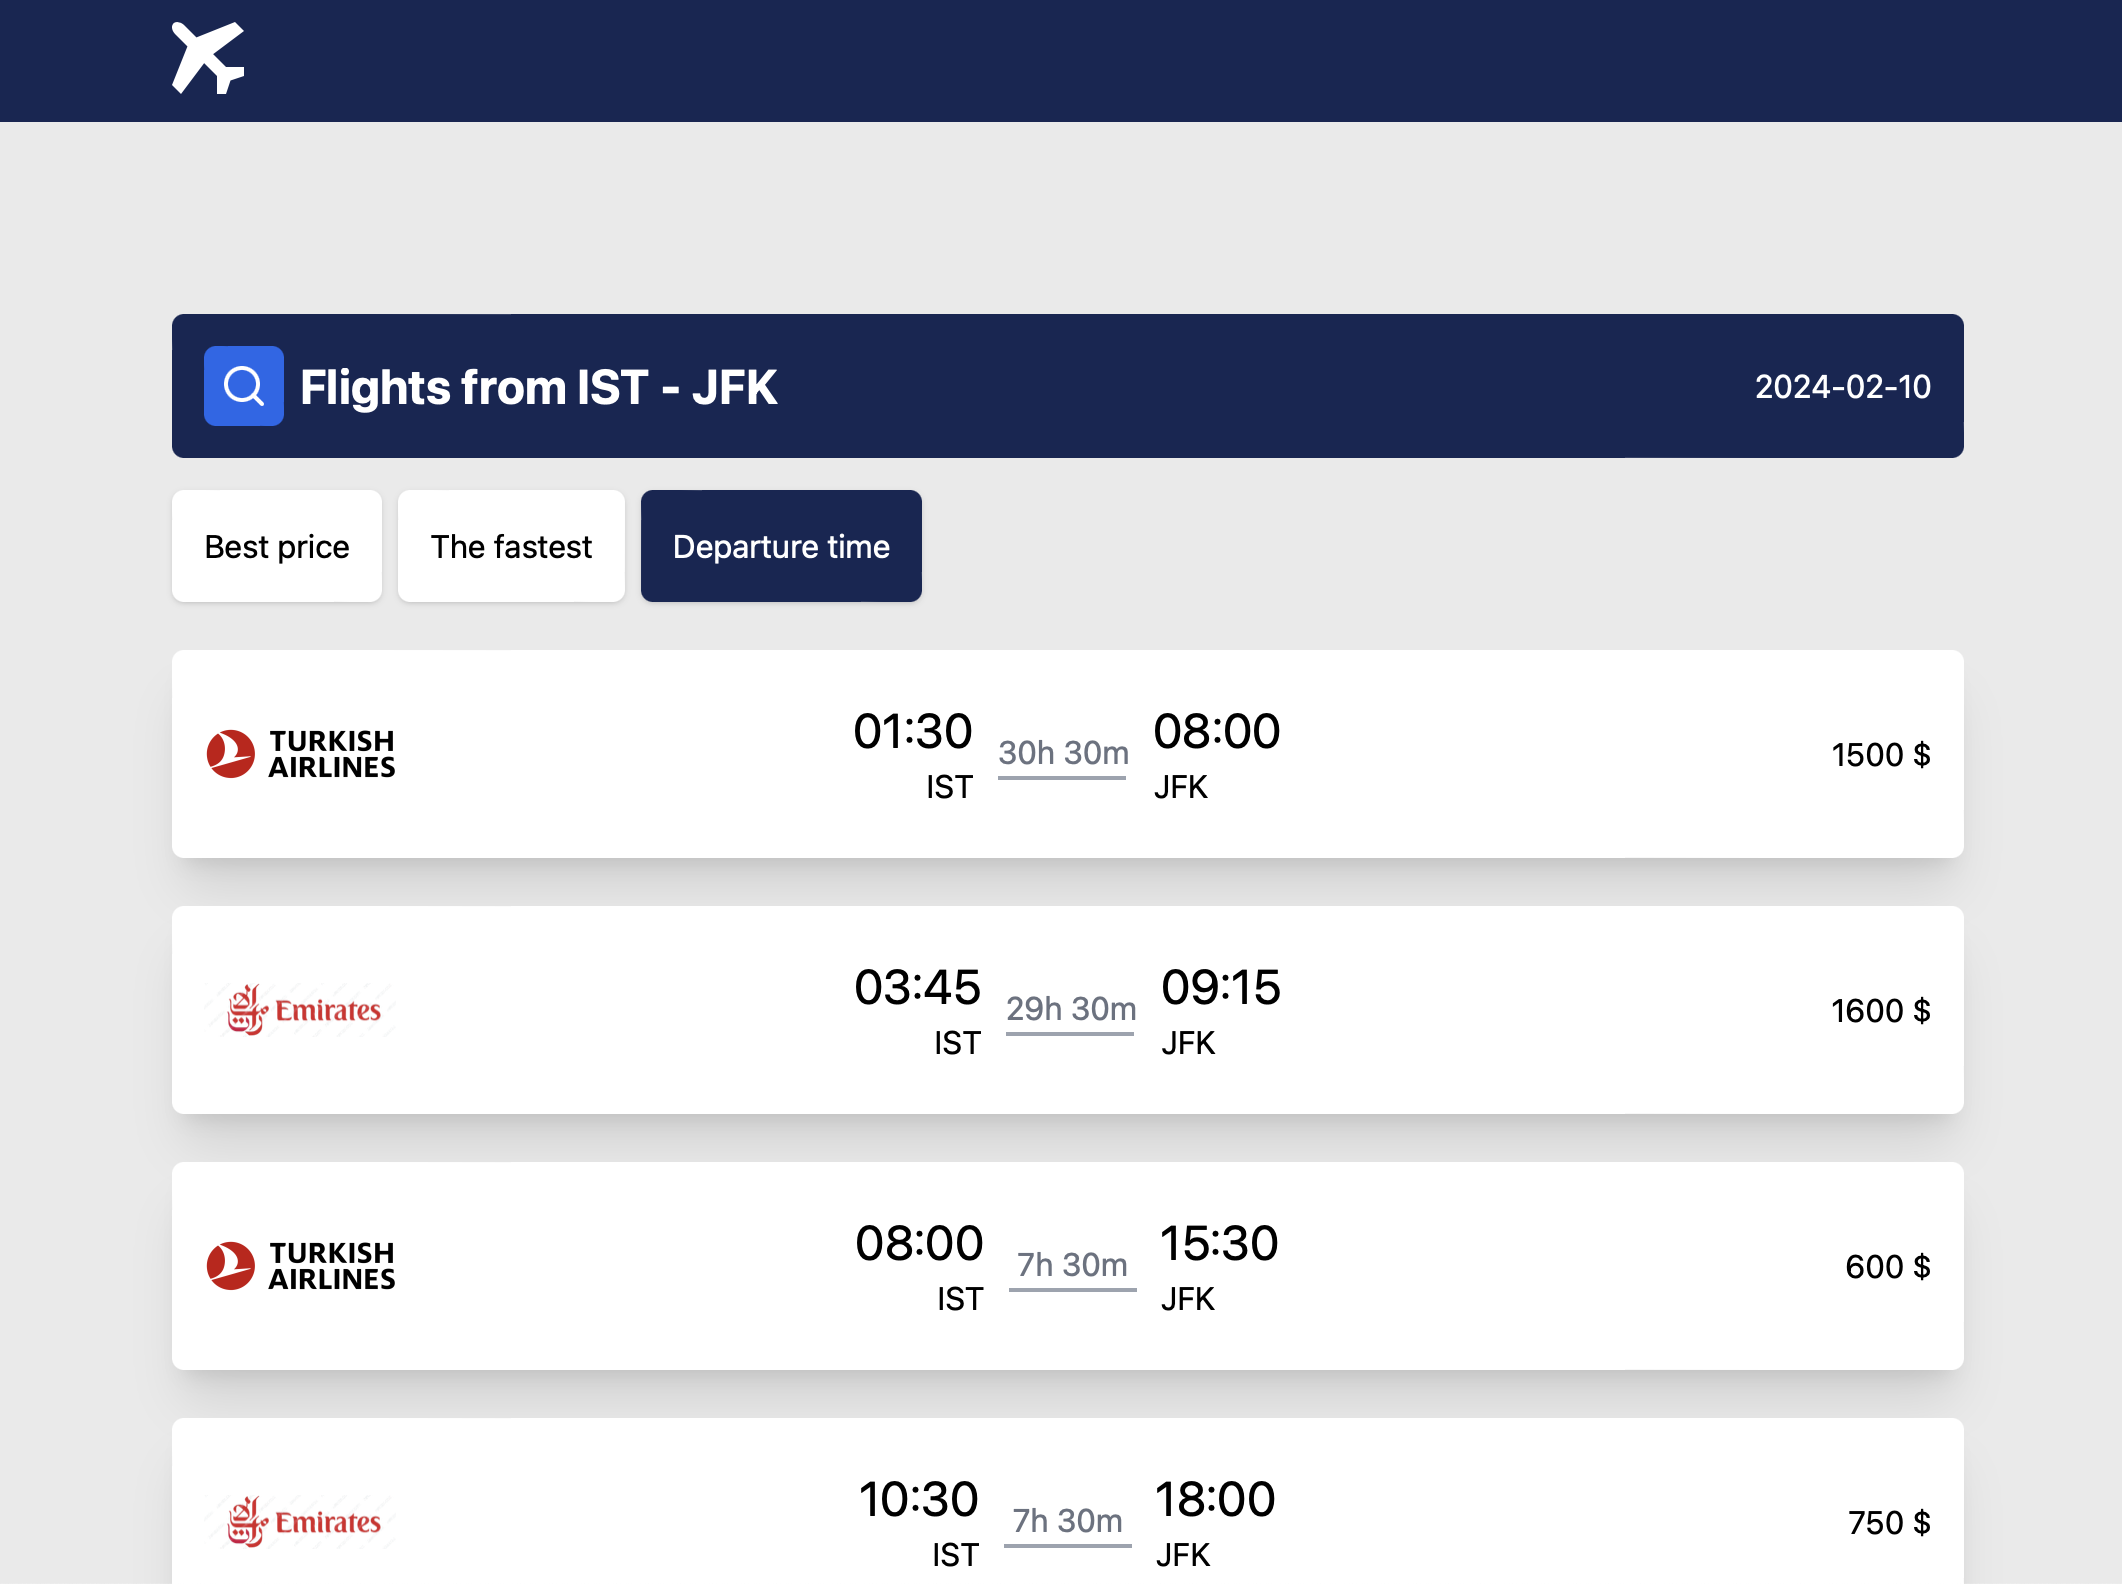 Flights from IST - JFK
2024-02-10
Best price
The fastest
Departure time
TURKISH
AIRLINES
01:30
IST
30h 30m
08:00
JFK
1500 $
Emirates
03:45
IST
29h 30m
09:15
JFK
1600 $
TURKISH
AIRLINES
08:00
IST
7h 30m
15:30
JFK
600 $
Emirates
10:30
IST
7h 30m
18:00
JFK
750 $